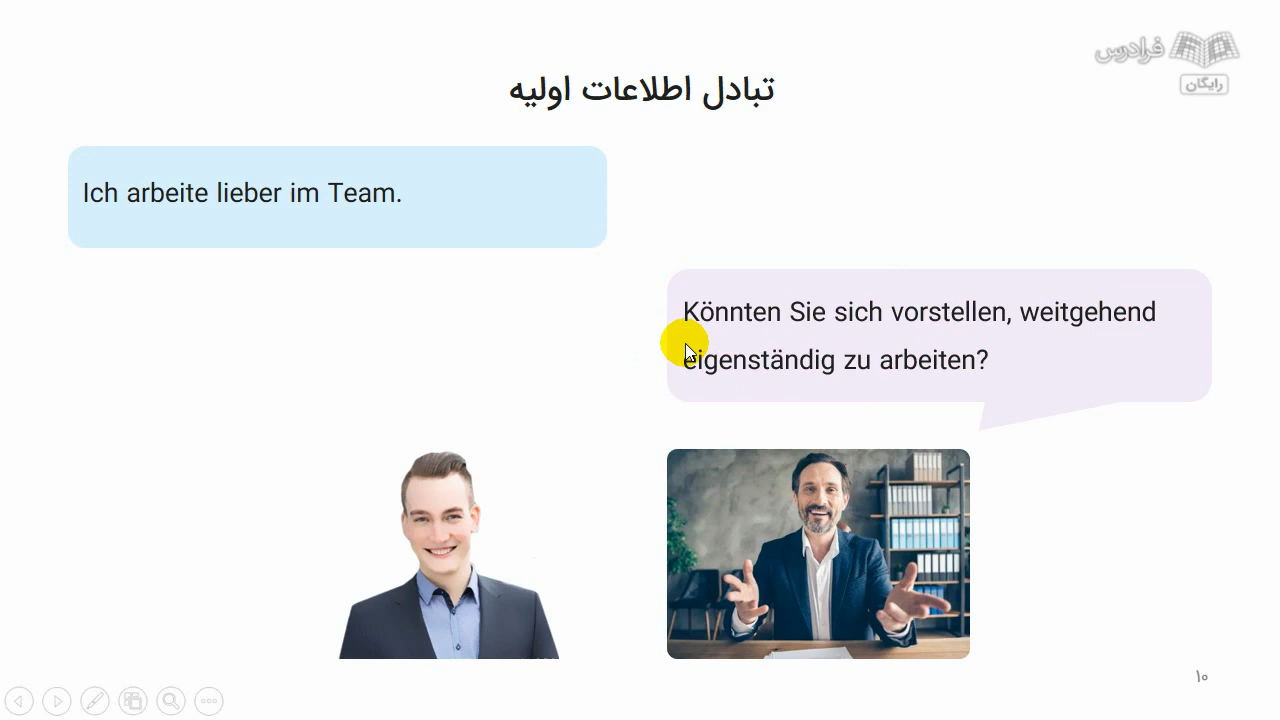 فرادرس
رایگان
تبادل اطلاعات اولیه
Ich arbeite lieber im Team.
Könnten Sie sich vorstellen, weitgehend
eigenständig zu arbeiten?
۱۰